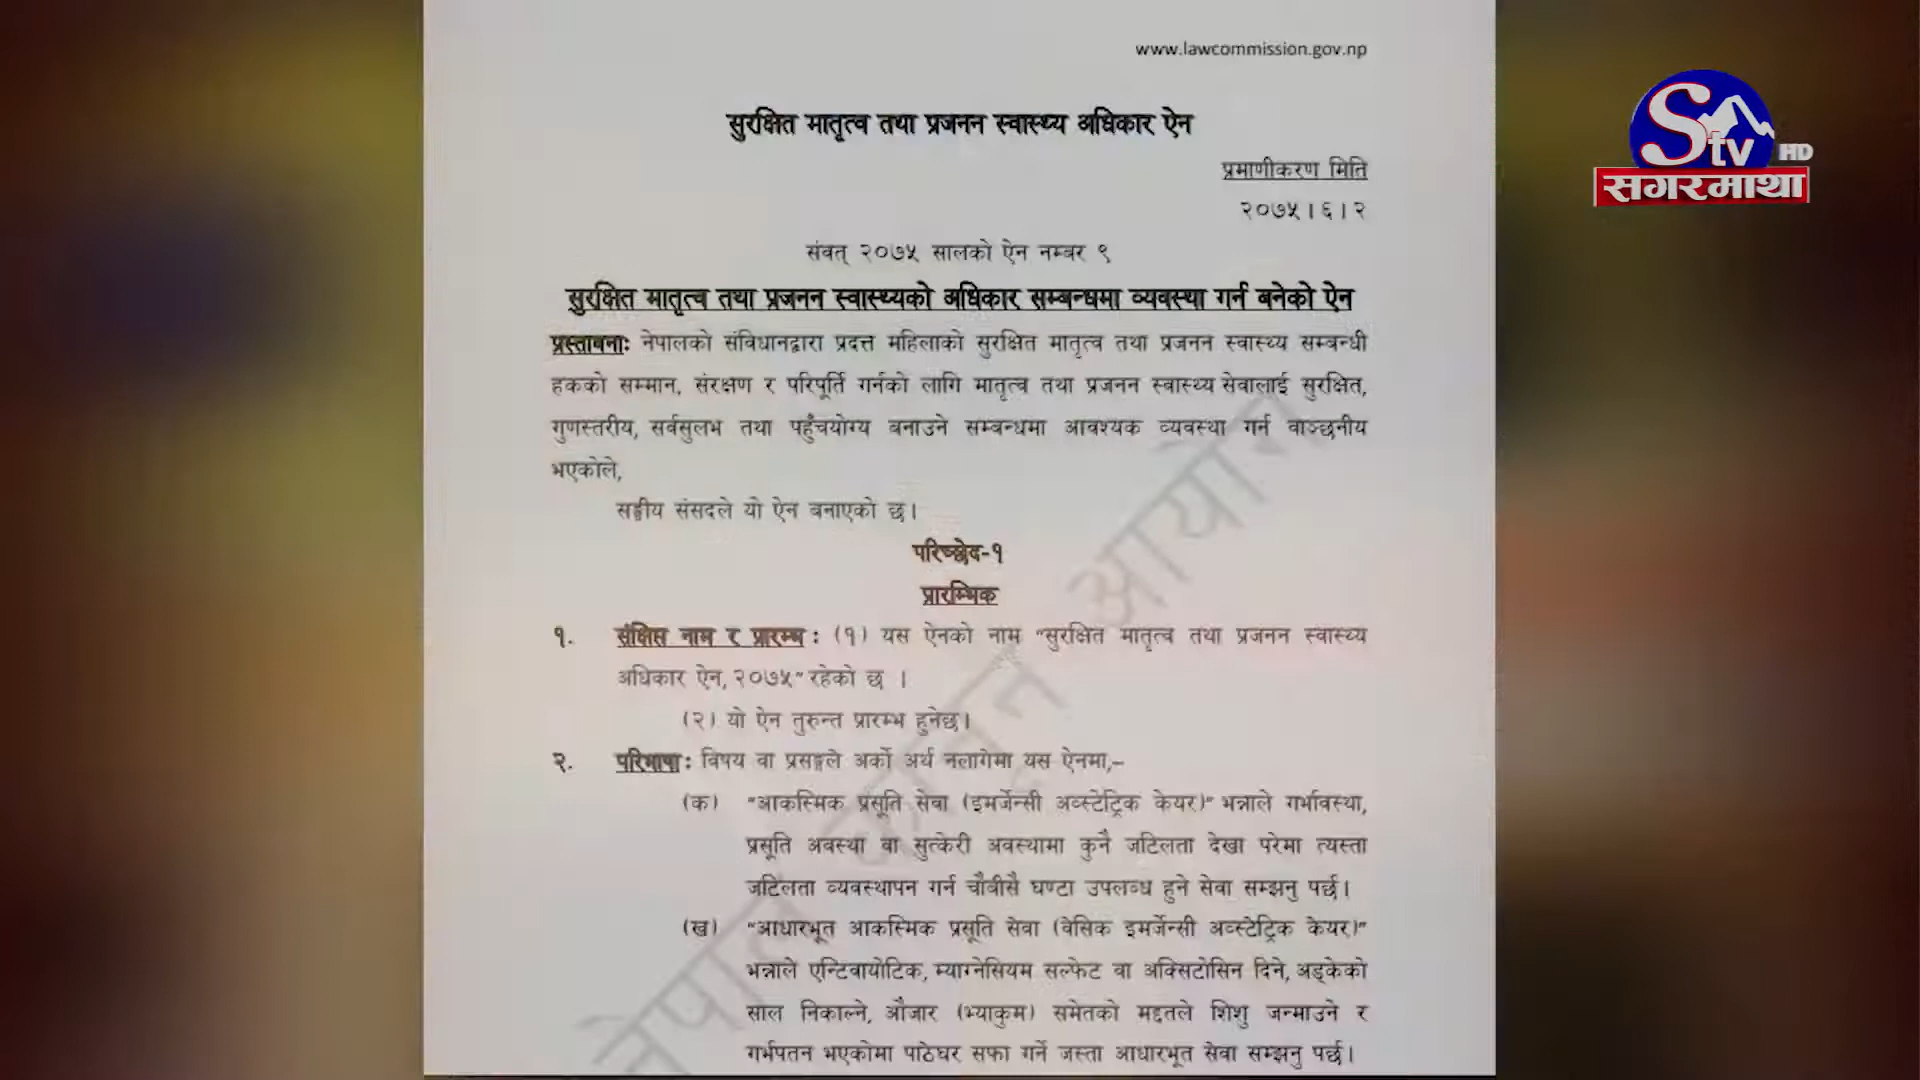 www.lawcommission.gov.np
सुरक्षित मातृत्व तथा प्रजनन स्वास्थ्य अधिकार ऐन
प्रमाणीकरण मिति
२०७५।६।२
संवत् २०७५ सालको ऐन नम्बर ९
सुरक्षित मातृत्व तथा प्रजनन स्वास्थ्यको अधिकार सम्बन्धमा व्यवस्था गर्न बनेको ऐन
प्रस्तावना: नेपालको संविधानद्वारा प्रदत्त महिलाको सुरक्षित मातृत्व तथा प्रजनन स्वास्थ्य सम्बन्धी
हकको सम्मान, संरक्षण र परिपूर्ति गर्नको लागि मातृत्व तथा प्रजनन स्वास्थ्य सेवालाई सुरक्षित,
गुणस्तरीय, सर्वसुलभ तथा पहुँचयोग्य बनाउने सम्बन्धमा आवश्यक व्यवस्था गर्न वाञ्छनीय
भएकोले,
सङ्घीय संसदले यो ऐन बनाएको छ।
परिच्छेद-१
प्रारम्भिक
१. संक्षिप्त नाम र प्रारम्भ: (१) यस ऐनको नाम "सुरक्षित मातृत्व तथा प्रजनन स्वास्थ्य
अधिकार ऐन, २०७५" रहेको छ ।
(२) यो ऐन तुरुन्त प्रारम्भ हुनेछ।
२. परिभाषा: विषय वा प्रसङ्गले अर्को अर्थ नलागेमा यस ऐनमा,–
(क) "आकस्मिक प्रसूति सेवा (इमर्जेन्सी अव्स्टेट्रिक केयर)" भन्नाले गर्भावस्था,
प्रसूति अवस्था वा सुत्केरी अवस्थामा कुनै जटिलता देखा परेमा त्यस्ता
जटिलता व्यवस्थापन गर्न चौबीसै घण्टा उपलब्ध हुने सेवा सम्झनु पर्छ।
(ख) "आधारभूत आकस्मिक प्रसूति सेवा (वेसिक इमर्जेन्सी अव्स्टेट्रिक केयर)"
भन्नाले एन्टिवायोटिक, म्याग्नेसियम सल्फेट वा अक्सिटोसिन दिने, अड्केको
साल निकाल्ने, औजार (भ्याकुम) समेतको मद्दतले शिशु जन्माउने र
गर्भपतन भएकोमा पाठेघर सफा गर्ने जस्ता आधारभूत सेवा सम्झनु पर्छ।
नेपाल कानून आयोग
Stv HD
सगरमाथा